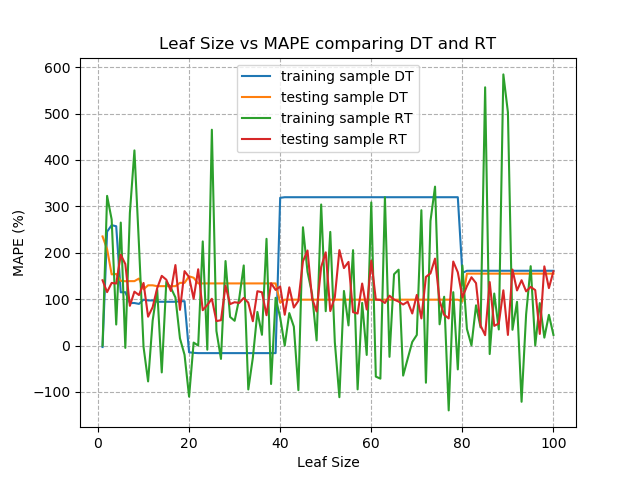 Leaf Size vs MAPE comparing DT and RT
training sample DT
testing sample DT
training sample RT
testing sample RT
MAPE (%)
600
500
400
300
200
100
0
−100
0
20
40
60
80
100
Leaf Size